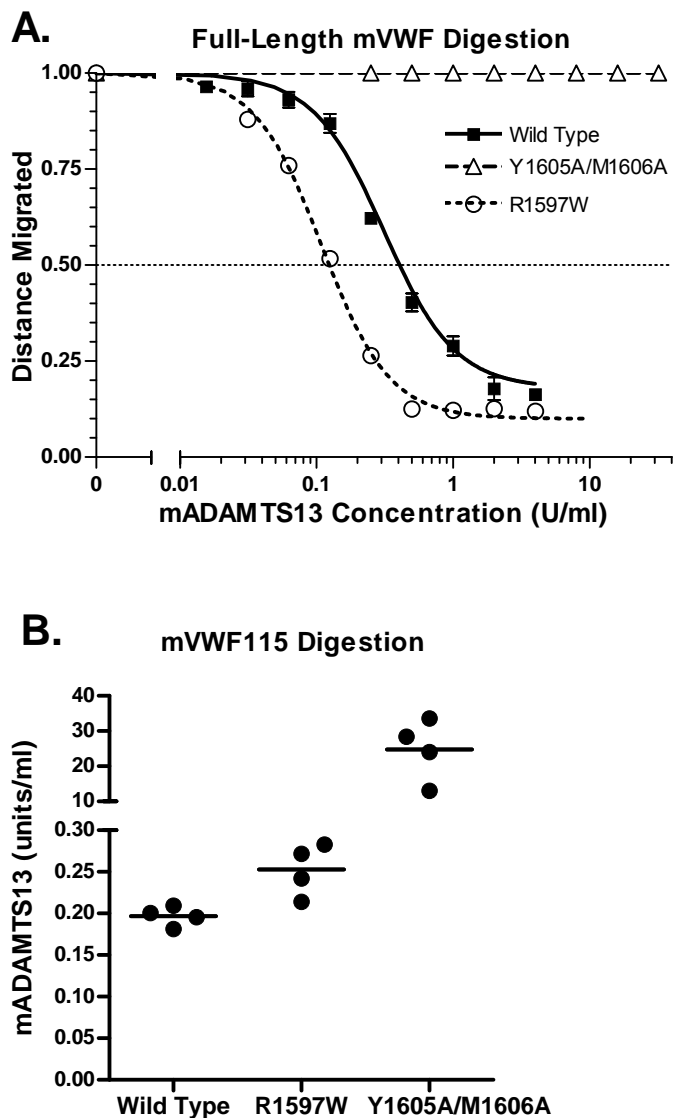 A.
Full-Length mVWF Digestion
1.00
0.75
0.50
0.25
0.00
Distance Migrated
Wild Type
Y1605A/M1606A
R1597W
0 0.01 0.1 1 10
mADAMTS13 Concentration (U/ml)
B.
mVWF115 Digestion
40
30
20
10
0.30
0.25
0.20
0.15
0.10
0.05
0.00
mADAMTS13 (units/ml)
Wild Type R1597W Y1605A/M1606A